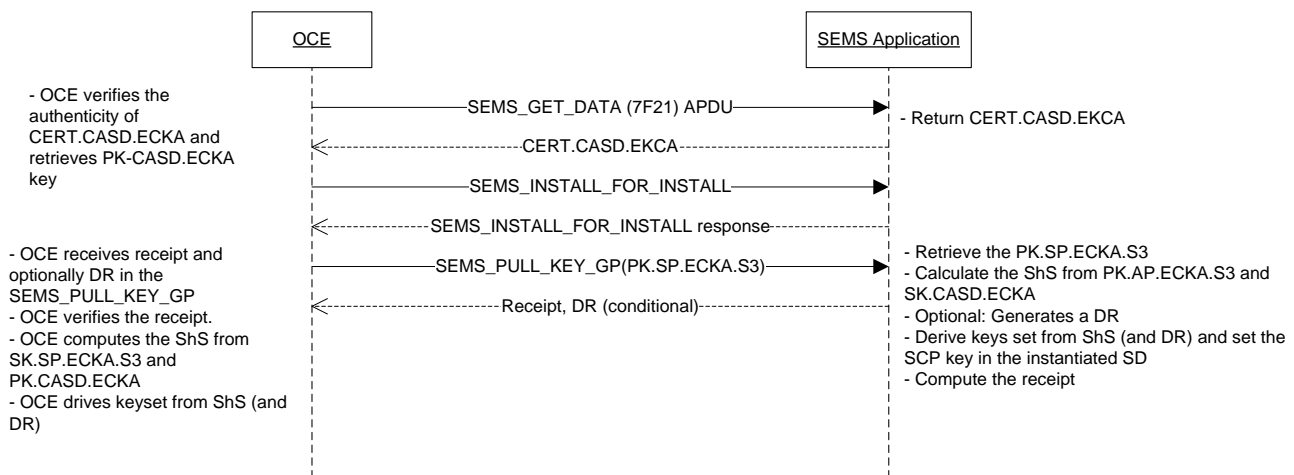 OCE
SEMS Application
- OCE verifies the
authenticity of
CERT.CASD.ECKA and
retrieves PK-CASD.ECKA
key
SEMS_GET_DATA (7F21) APDU
- Return CERT.CASD.EKCA
CERT.CASD.EKCA
SEMS_INSTALL_FOR_INSTALL
SEMS_INSTALL_FOR_INSTALL response
- OCE receives receipt and
optionally DR in the
SEMS_PULL_KEY_GP
- OCE verifies the receipt.
- OCE computes the ShS from
SK.SP.ECKA.S3 and
PK.CASD.ECKA
- OCE drives keyset from ShS (and
DR)
SEMS_PULL_KEY_GP(PK.SP.ECKA.S3)
Receipt, DR (conditional)
- Retrieve the PK.SP.ECKA.S3
- Calculate the ShS from PK.AP.ECKA.S3 and
SK.CASD.ECKA
- Optional: Generates a DR
- Derive keys set from ShS (and DR) and set the
SCP key in the instantiated SD
- Compute the receipt